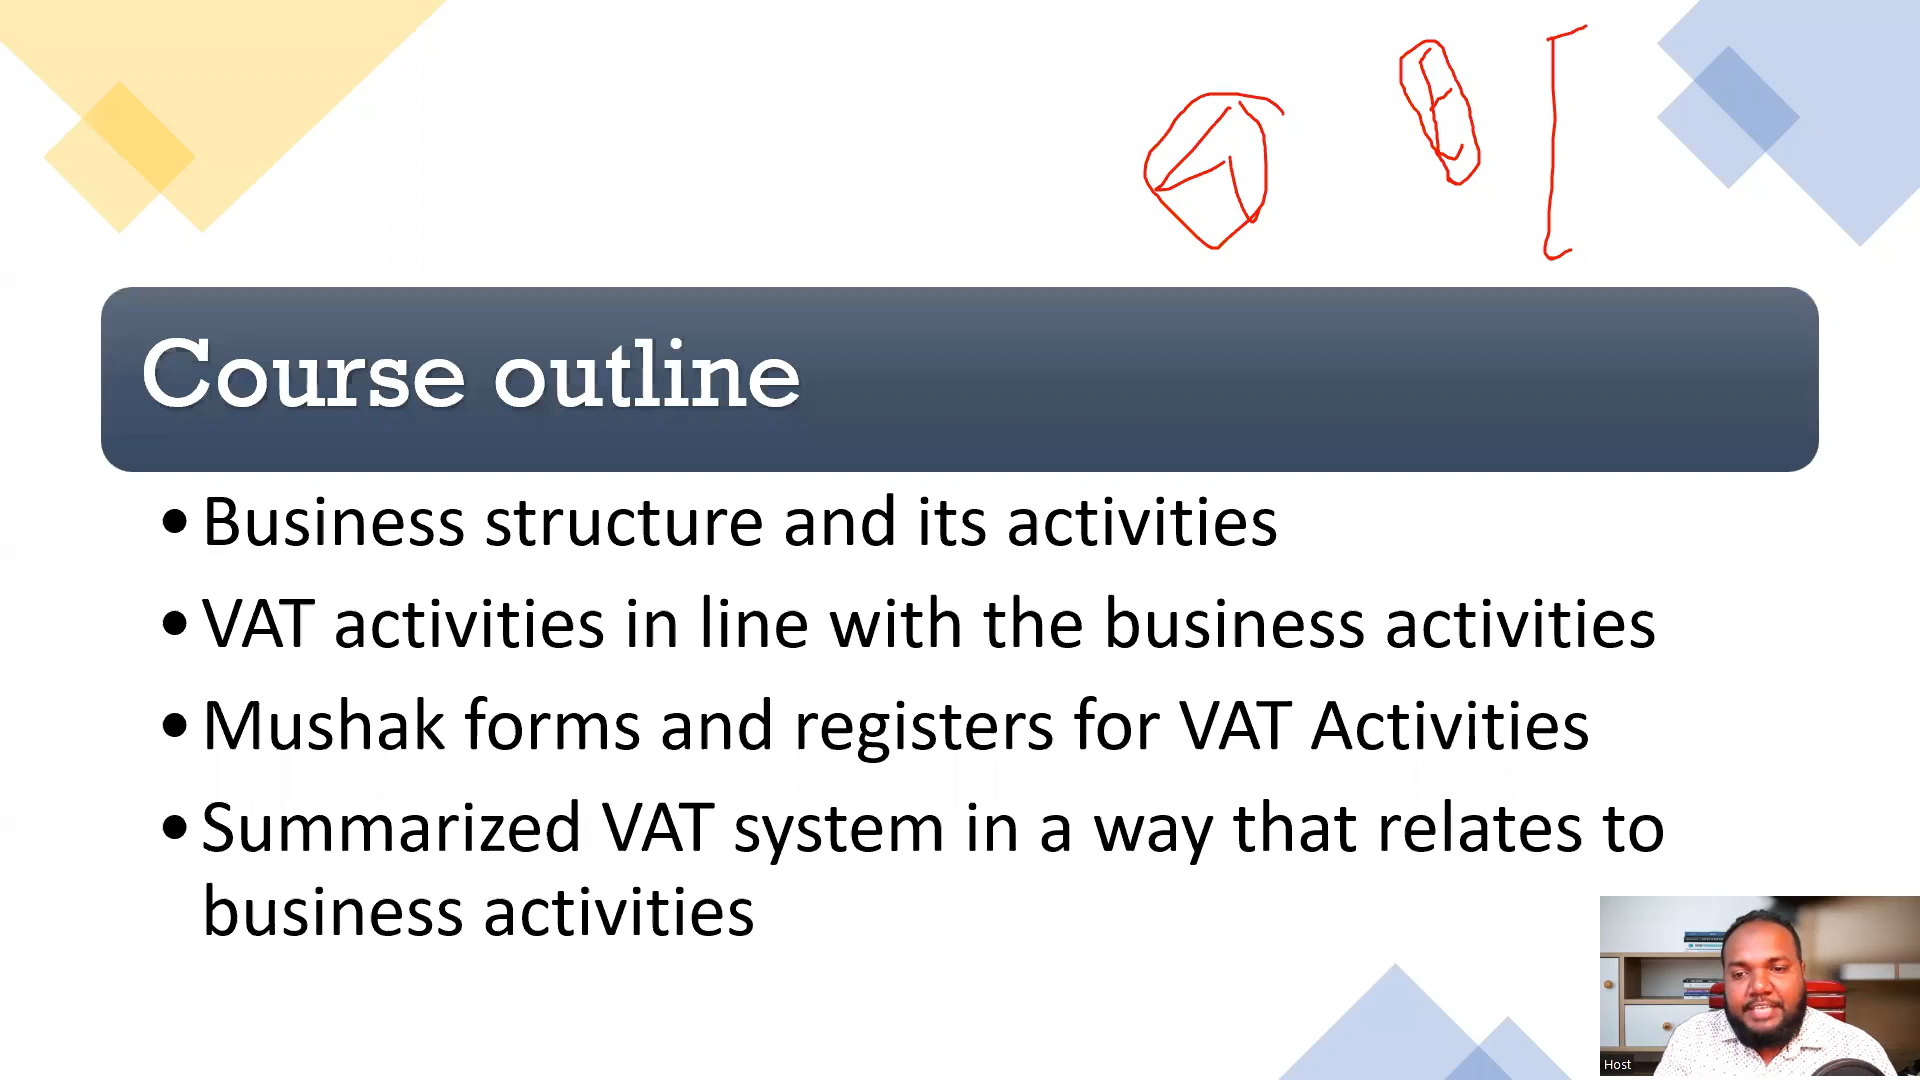 Course outline
•Business structure and its activities
•VAT activities in line with the business activities
•Mushak forms and registers for VAT Activities
•Summarized VAT system in a way that relates to
business activities
Host